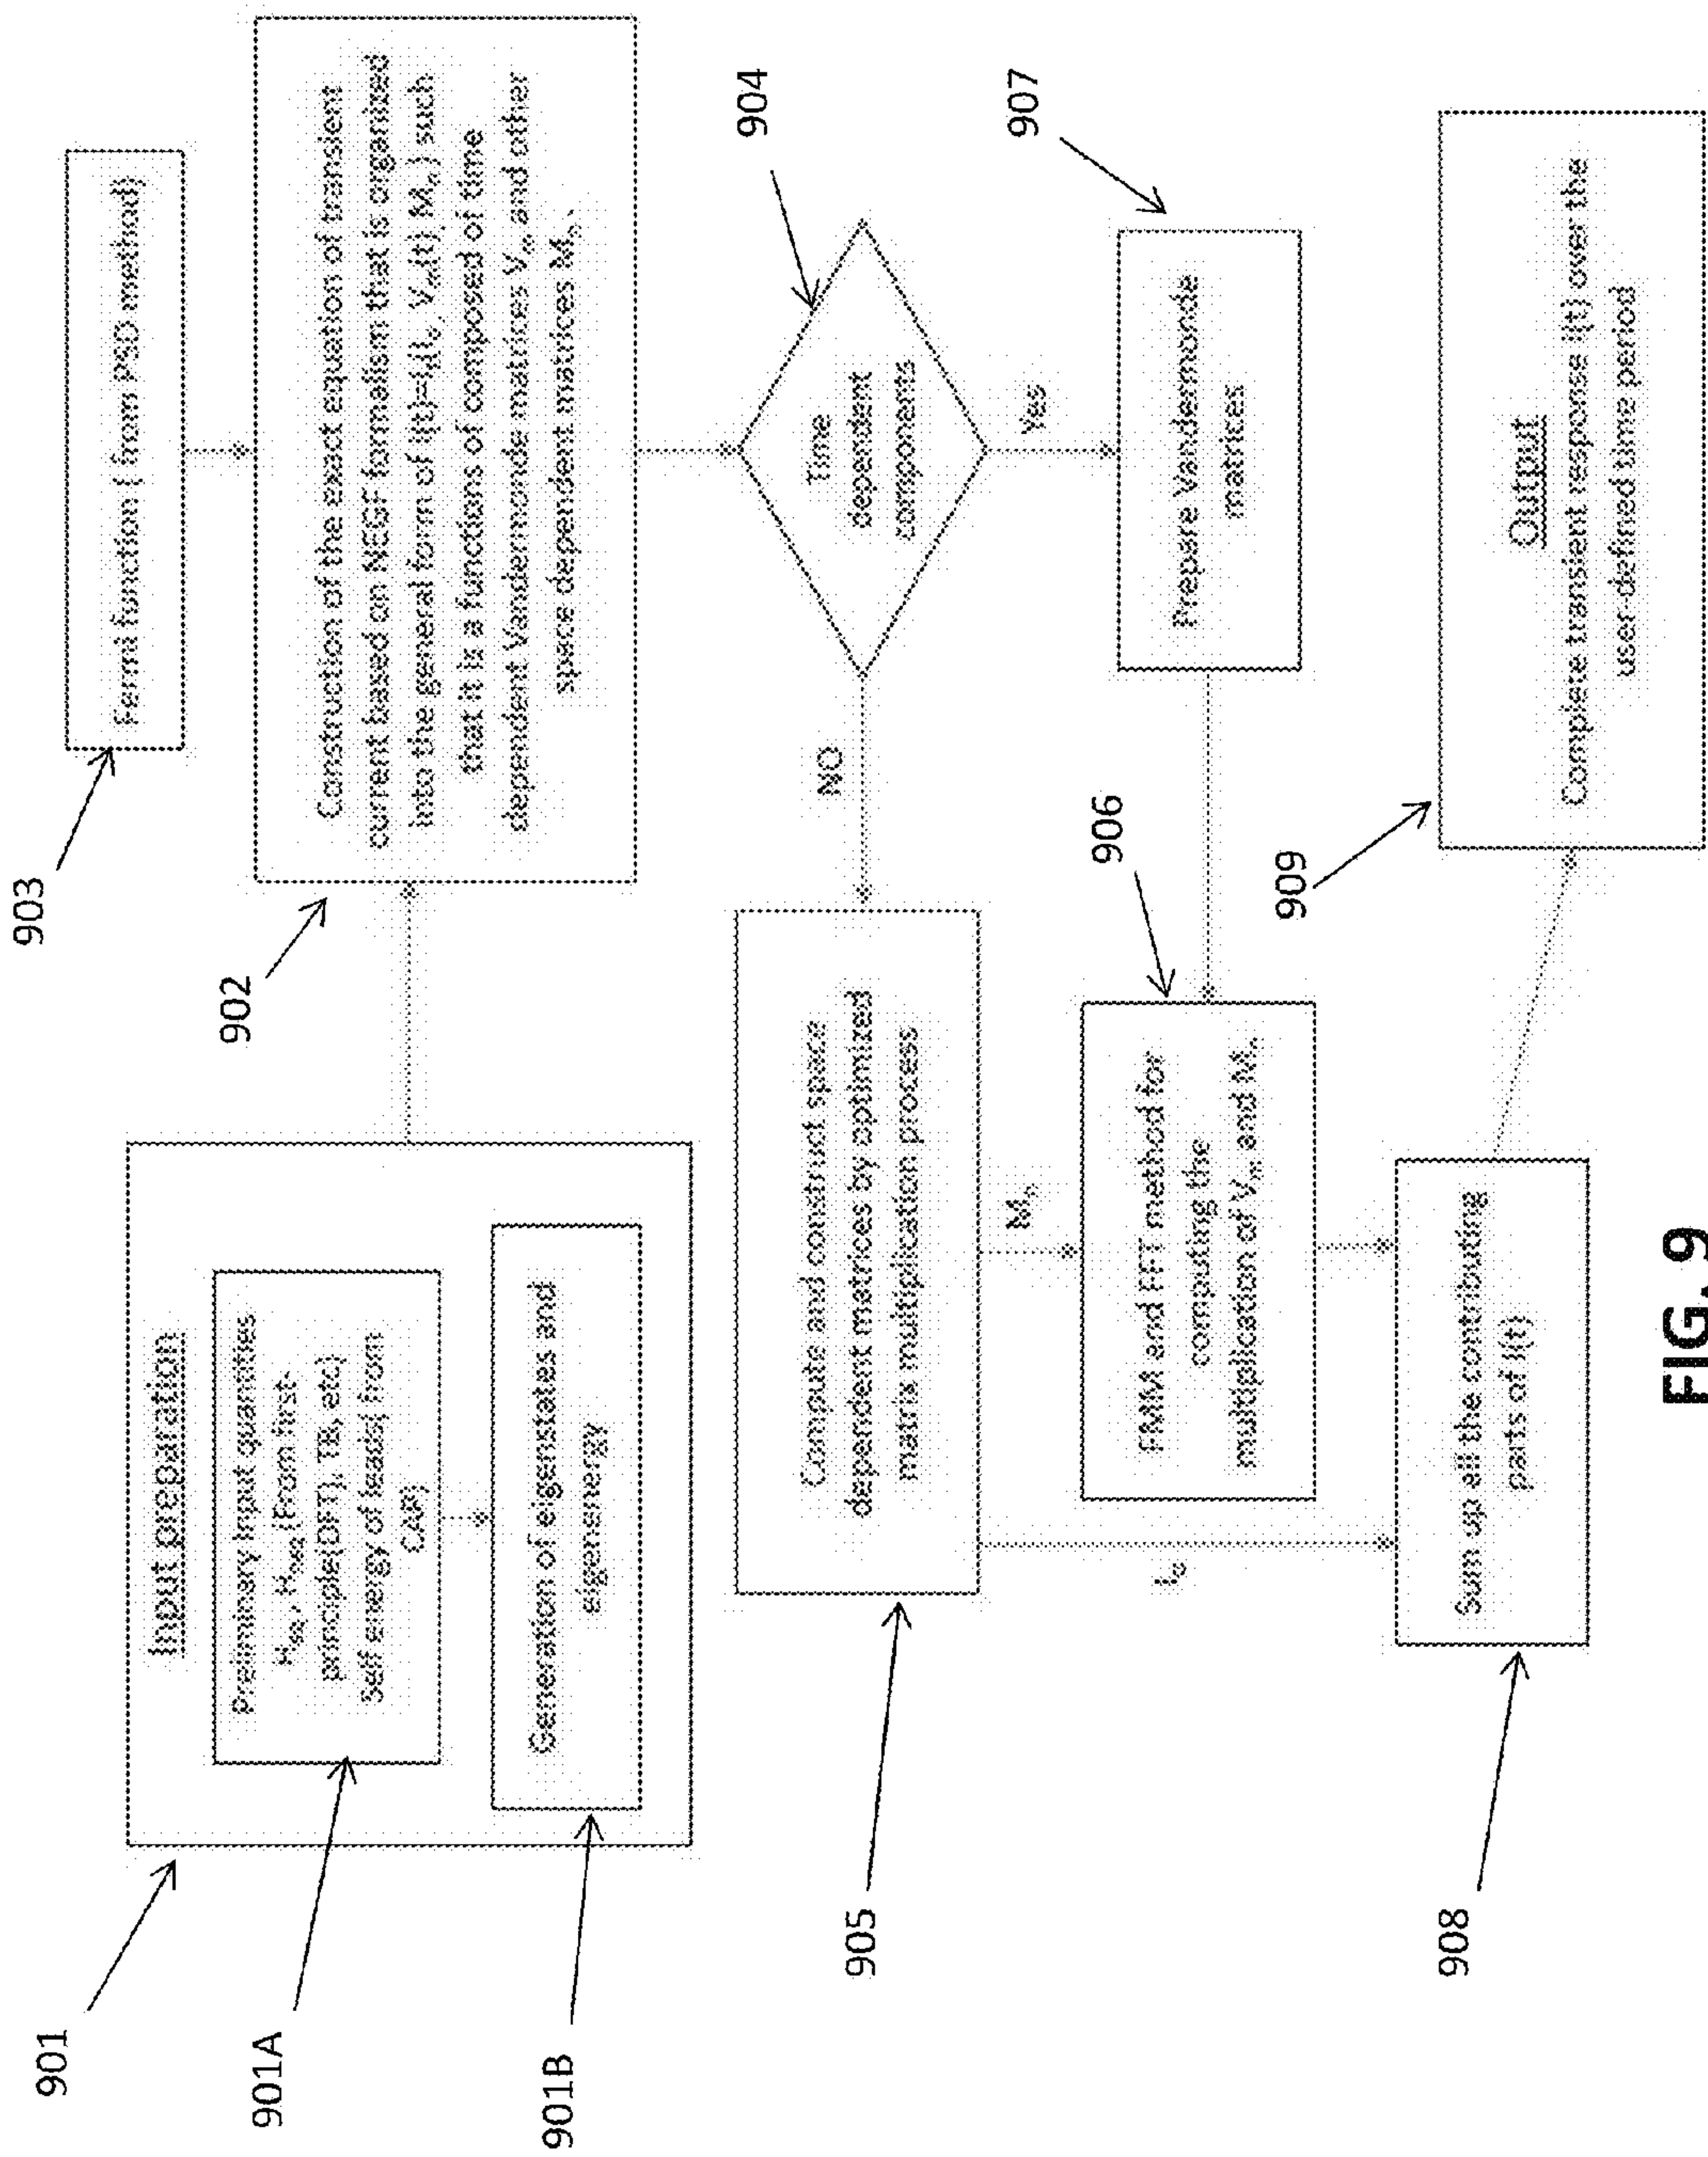 903
Fermi function ( from PSD method)
902
Construction of the exact equation of transient
current based on NEGF formalism that is organized
into the general form of I(t)=I(I₀, Vₘ(t), Mₙ) such
that it is a functions of composed of time
dependent Vandermonde matrices Vₘ and other
space dependent matrices Mₙ.
901
Input preparation
901A
Preliminary Input quantities
(From first-
principle(DFT), TB, etc)
Self energy of leads( from
CAP)
901B
Generation of eigenstates and
eigenenergy
904
Time
dependent
components
NO
Yes
905
Compute and construct space
dependent matrices by optimized
matrix multiplication process
Mₙ
I₀
907
Prepare Vandermonde
matrices
906
FMM and FFT method for
computing the
multiplication of Vₘ and Mₙ
908
Sum up all the contributing
parts of I(t)
909
Output
Complete transient response I(t) over the
user-defined time period
FIG. 9